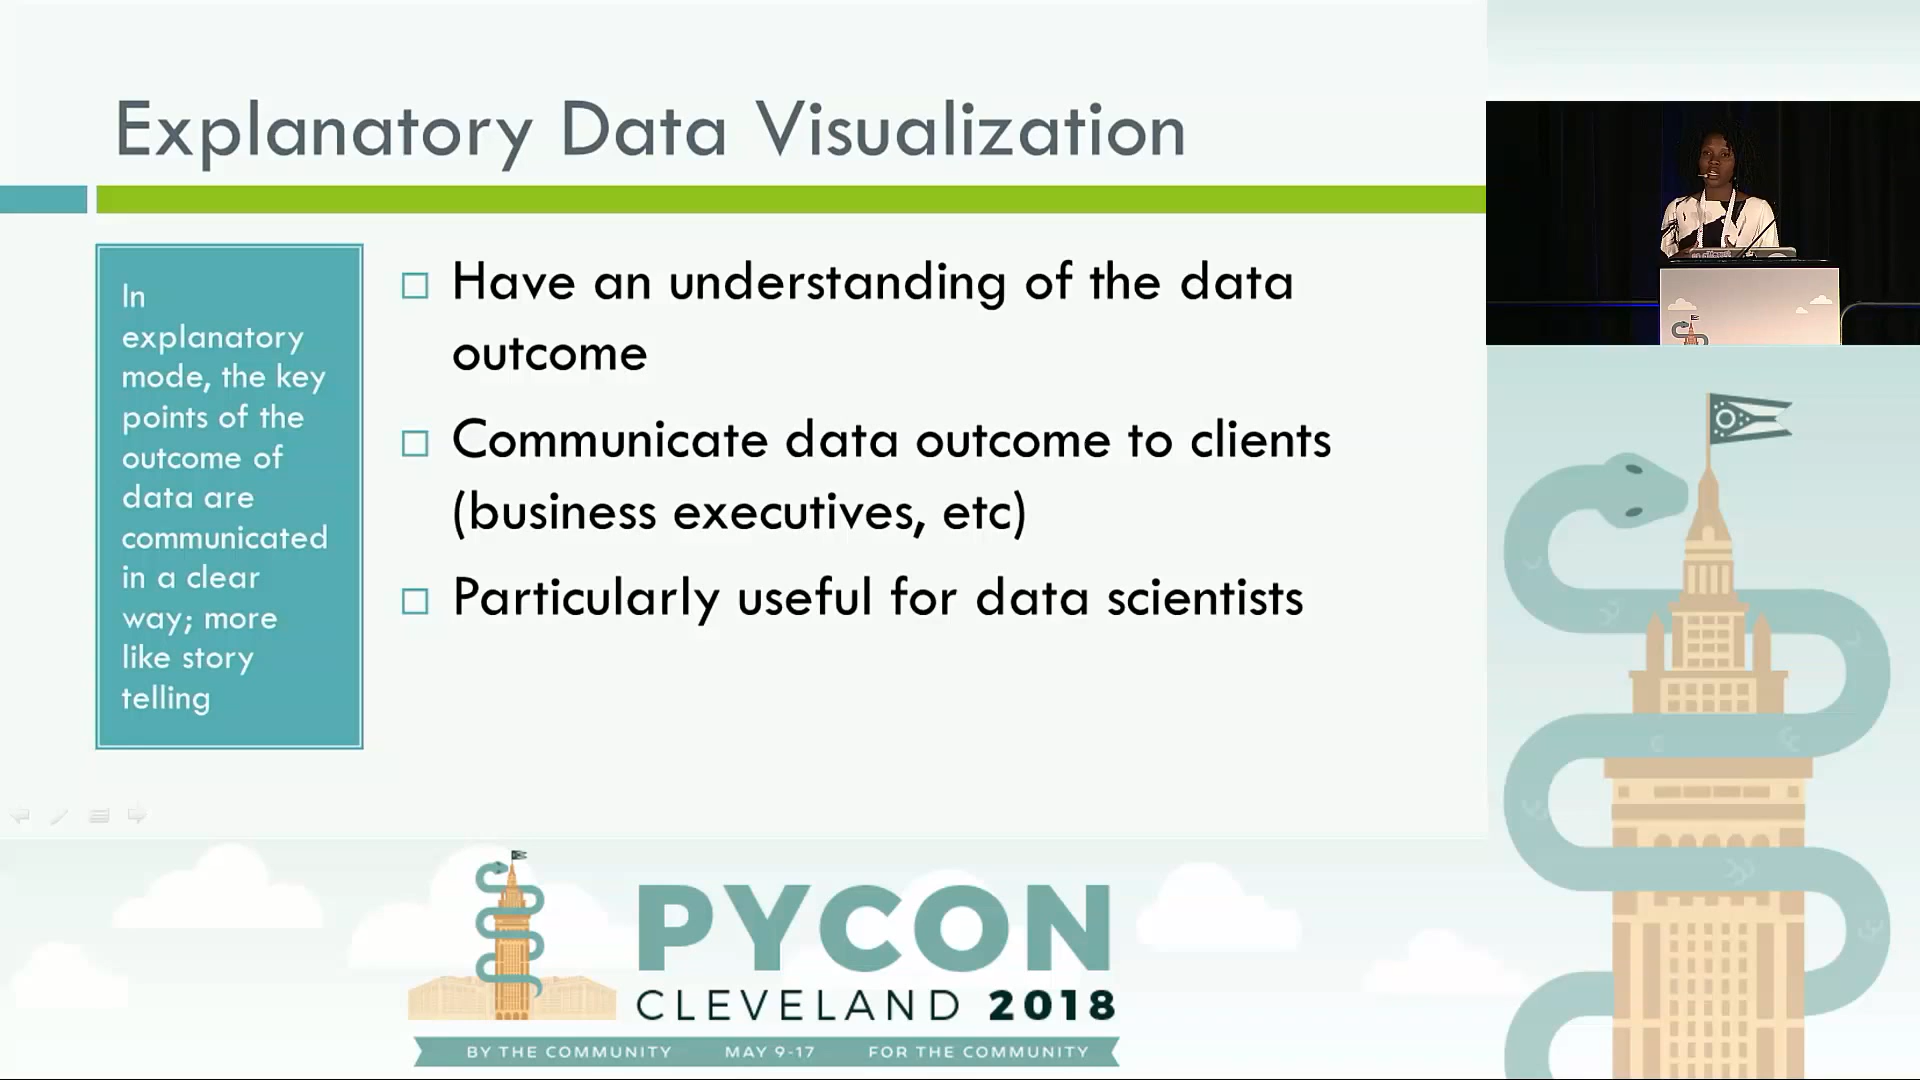 Explanatory Data Visualization
In
explanatory
mode, the key
points of the
outcome of
data are
communicated
in a clear
way; more
like story
telling
Have an understanding of the data
outcome
Communicate data outcome to clients
(business executives, etc)
Particularly useful for data scientists
PYCON
CLEVELAND 2018
BY THE COMMUNITY MAY 9-17 FOR THE COMMUNITY